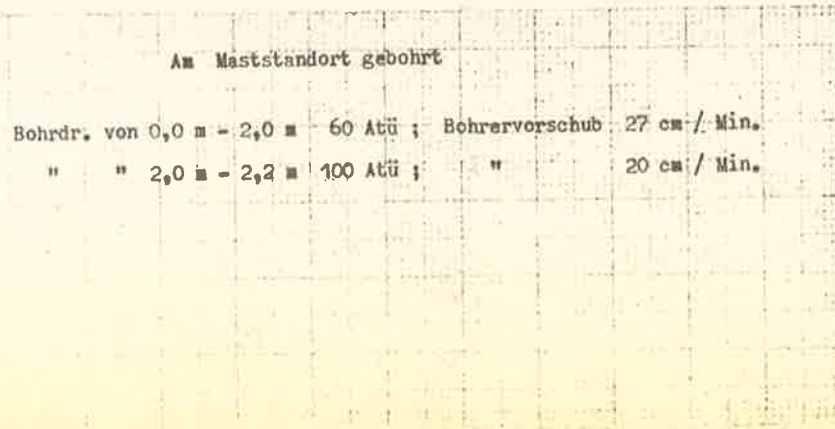 Am Maststandort gebohrt
Bohrdr. von 0,0 m - 2,0 m 60 Atü ; Bohrervorschub 27 cm / Min.
" " 2,0 m - 2,2 m 100 Atü ; " 20 cm / Min.